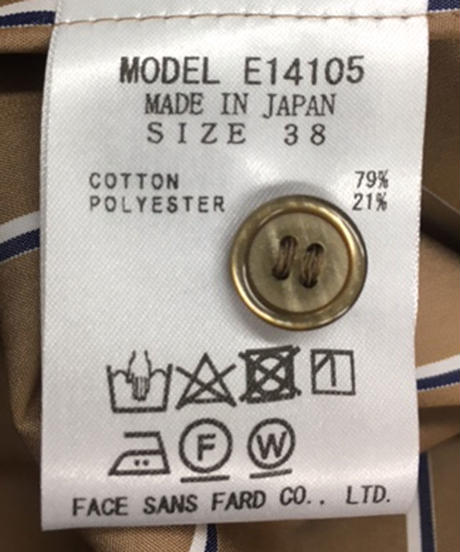 MODEL E14105
MADE IN JAPAN
SIZE 38
COTTON 79%
POLYESTER 21%
F W
FACE SANS FARD CO., LTD.